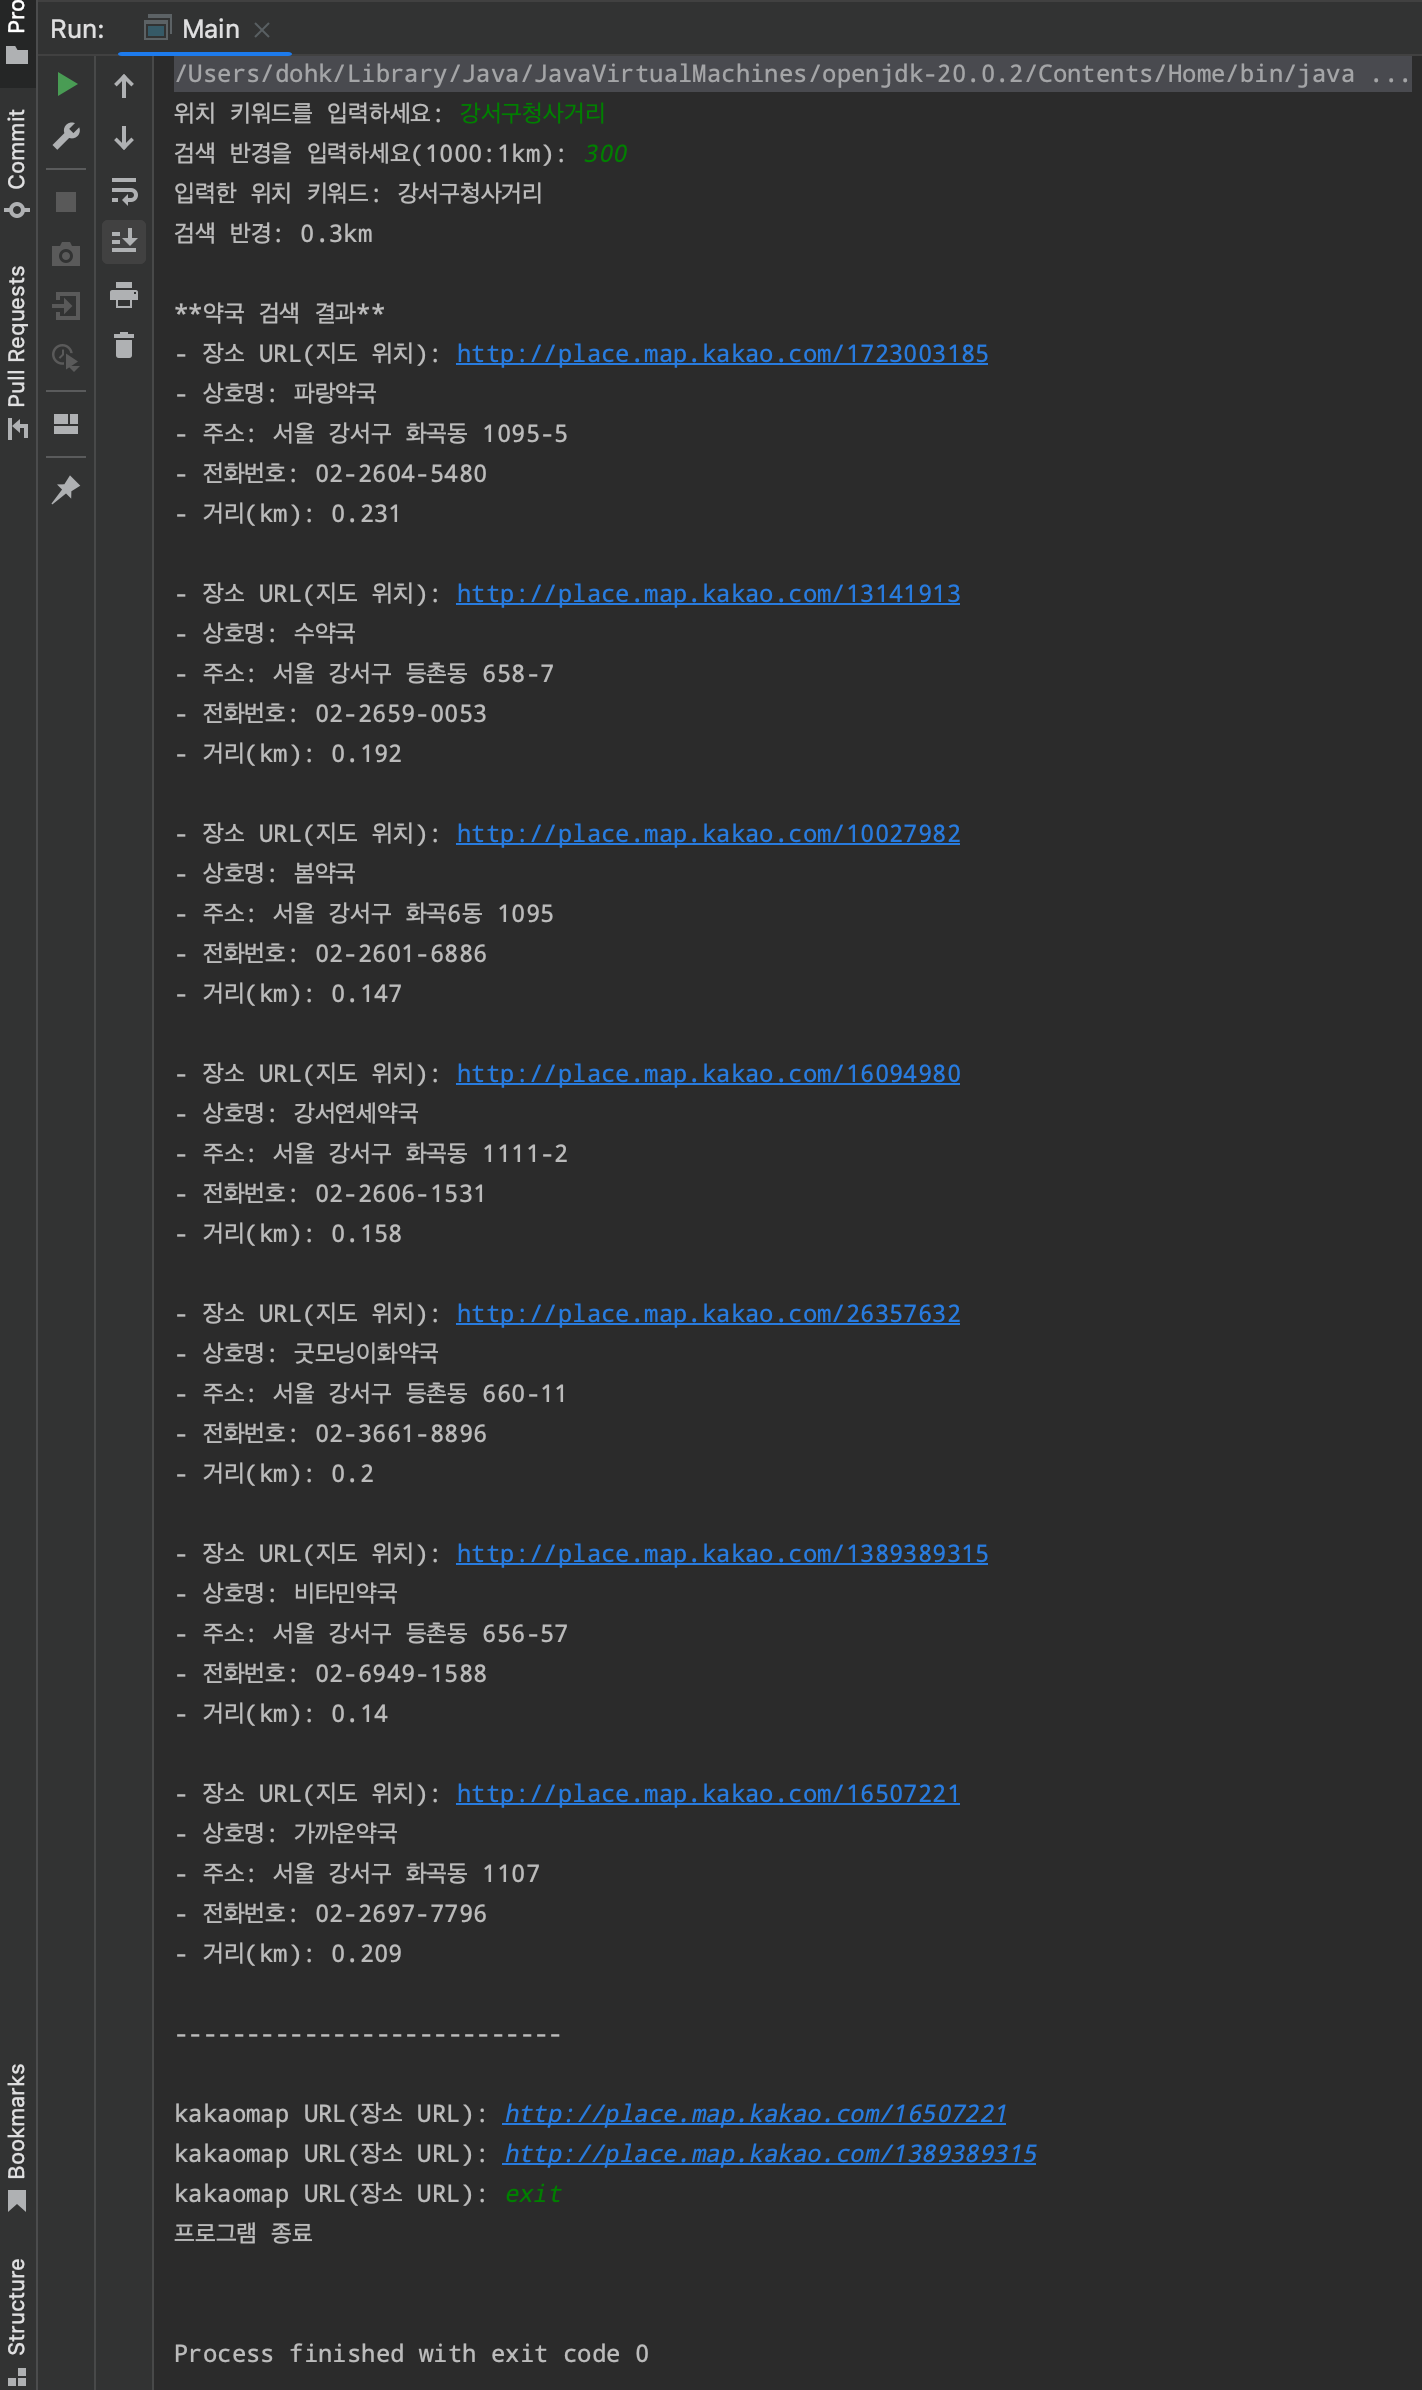 Run: Main
Pro
Commit
Pull Requests
Bookmarks
Structure
/Users/dohk/Library/Java/JavaVirtualMachines/openjdk-20.0.2/Contents/Home/bin/java ...
위치 키워드를 입력하세요: 강서구청사거리
검색 반경을 입력하세요(1000:1km): 300
입력한 위치 키워드: 강서구청사거리
검색 반경: 0.3km
**약국 검색 결과**
- 장소 URL(지도 위치): http://place.map.kakao.com/1723003185
- 상호명: 파랑약국
- 주소: 서울 강서구 화곡동 1095-5
- 전화번호: 02-2604-5480
- 거리(km): 0.231
- 장소 URL(지도 위치): http://place.map.kakao.com/13141913
- 상호명: 수약국
- 주소: 서울 강서구 등촌동 658-7
- 전화번호: 02-2659-0053
- 거리(km): 0.192
- 장소 URL(지도 위치): http://place.map.kakao.com/10027982
- 상호명: 봄약국
- 주소: 서울 강서구 화곡6동 1095
- 전화번호: 02-2601-6886
- 거리(km): 0.147
- 장소 URL(지도 위치): http://place.map.kakao.com/16094980
- 상호명: 강서연세약국
- 주소: 서울 강서구 화곡동 1111-2
- 전화번호: 02-2606-1531
- 거리(km): 0.158
- 장소 URL(지도 위치): http://place.map.kakao.com/26357632
- 상호명: 굿모닝이화약국
- 주소: 서울 강서구 등촌동 660-11
- 전화번호: 02-3661-8896
- 거리(km): 0.2
- 장소 URL(지도 위치): http://place.map.kakao.com/1389389315
- 상호명: 비타민약국
- 주소: 서울 강서구 등촌동 656-57
- 전화번호: 02-6949-1588
- 거리(km): 0.14
- 장소 URL(지도 위치): http://place.map.kakao.com/16507221
- 상호명: 가까운약국
- 주소: 서울 강서구 화곡동 1107
- 전화번호: 02-2697-7796
- 거리(km): 0.209
---------------------------
kakaomap URL(장소 URL): http://place.map.kakao.com/16507221
kakaomap URL(장소 URL): http://place.map.kakao.com/1389389315
kakaomap URL(장소 URL): exit
프로그램 종료
Process finished with exit code 0